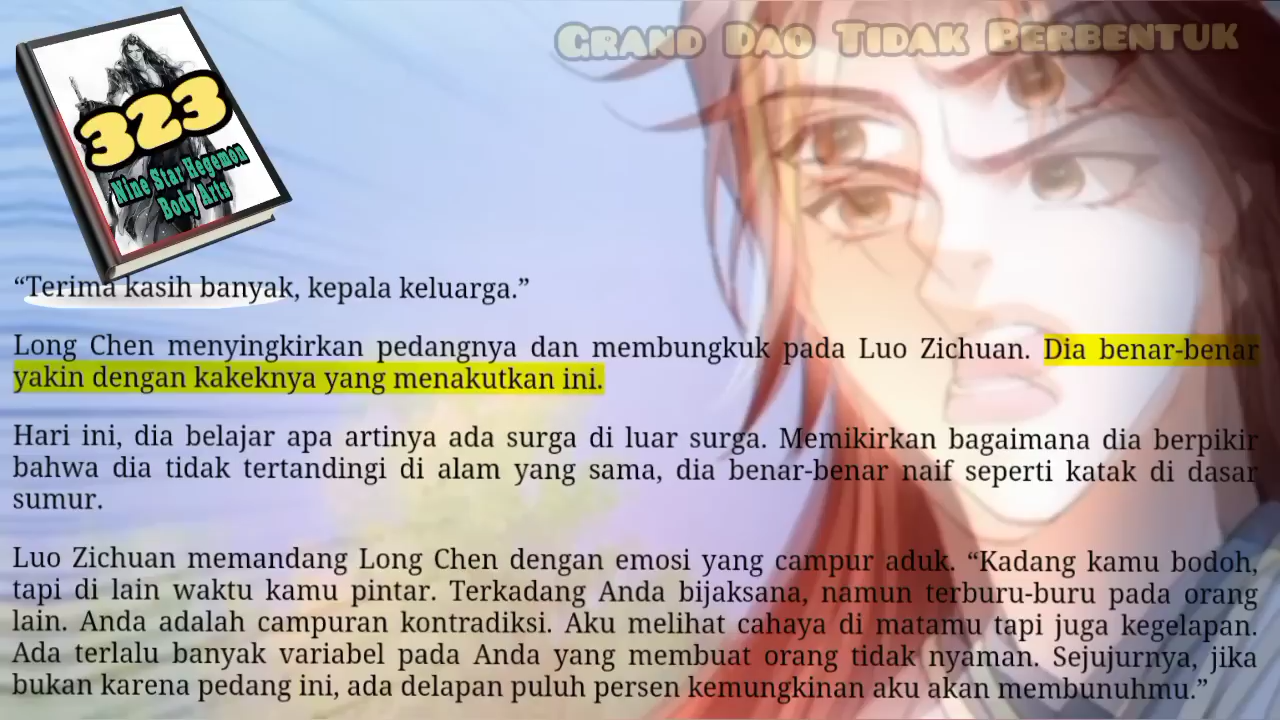 GRAND DAO TIDAK BERBENTUK
323
Nine Star Hegemon
Body Arts
“Terima kasih banyak, kepala keluarga.”
Long Chen menyingkirkan pedangnya dan membungkuk pada Luo Zichuan. Dia benar-benar
yakin dengan kakeknya yang menakutkan ini.
Hari ini, dia belajar apa artinya ada surga di luar surga. Memikirkan bagaimana dia berpikir
bahwa dia tidak tertandingi di alam yang sama, dia benar-benar naif seperti katak di dasar
sumur.
Luo Zichuan memandang Long Chen dengan emosi yang campur aduk. “Kadang kamu bodoh,
tapi di lain waktu kamu pintar. Terkadang Anda bijaksana, namun terburu-buru pada orang
lain. Anda adalah campuran kontradiksi. Aku melihat cahaya di matamu tapi juga kegelapan.
Ada terlalu banyak variabel pada Anda yang membuat orang tidak nyaman. Sejujurnya, jika
bukan karena pedang ini, ada delapan puluh persen kemungkinan aku akan membunuhmu.”